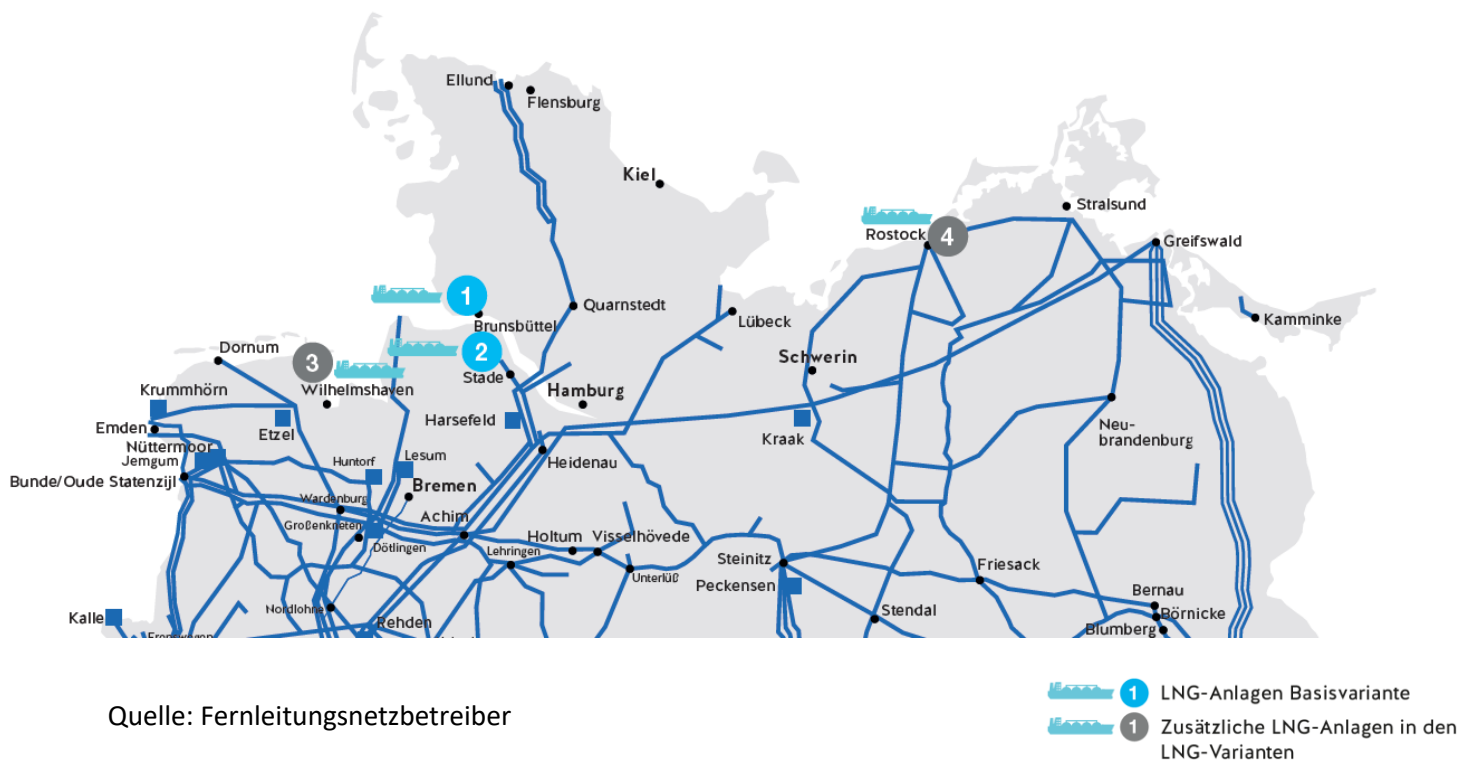 Ellund
Flensburg
Kiel
Stralsund
Rostock
4
Greifswald
1
Quarnstedt
Brunsbüttel
Lübeck
Kamminke
2
Dornum
3
Schwerin
Stade
Krummhörn
Wilhelmshaven
Hamburg
Harsefeld
Emden
Etzel
Kraak
Neu-
brandenburg
Nüttermoor
Jemgum
Huntorf
Lesum
Heidenau
Bunde/Oude Statenzijl
Bremen
Wardenburg
Achim
Großenkneten
Dötlingen
Holtum
Visselhövede
Lehringen
Unterlüß
Steinitz
Friesack
Peckensen
Bernau
Nordlohne
Stendal
Börnicke
Kalle
Rehden
Blumberg
LNG-Anlagen Basisvariante
1
Quelle: Fernleitungsnetzbetreiber
1
Zusätzliche LNG-Anlagen in den
LNG-Varianten